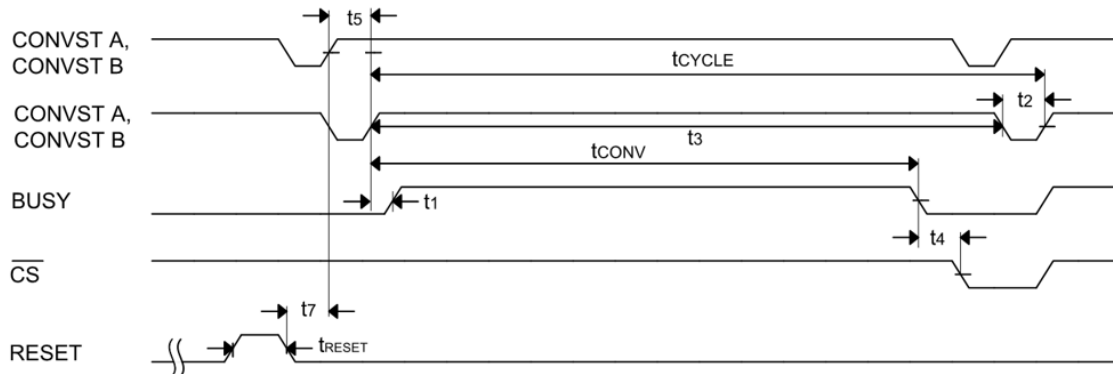 t5
CONVST A,
CONVST B
tCYCLE
t2
CONVST A,
CONVST B
t3
tCONV
BUSY
t1
t4
CS
t7
RESET
tRESET